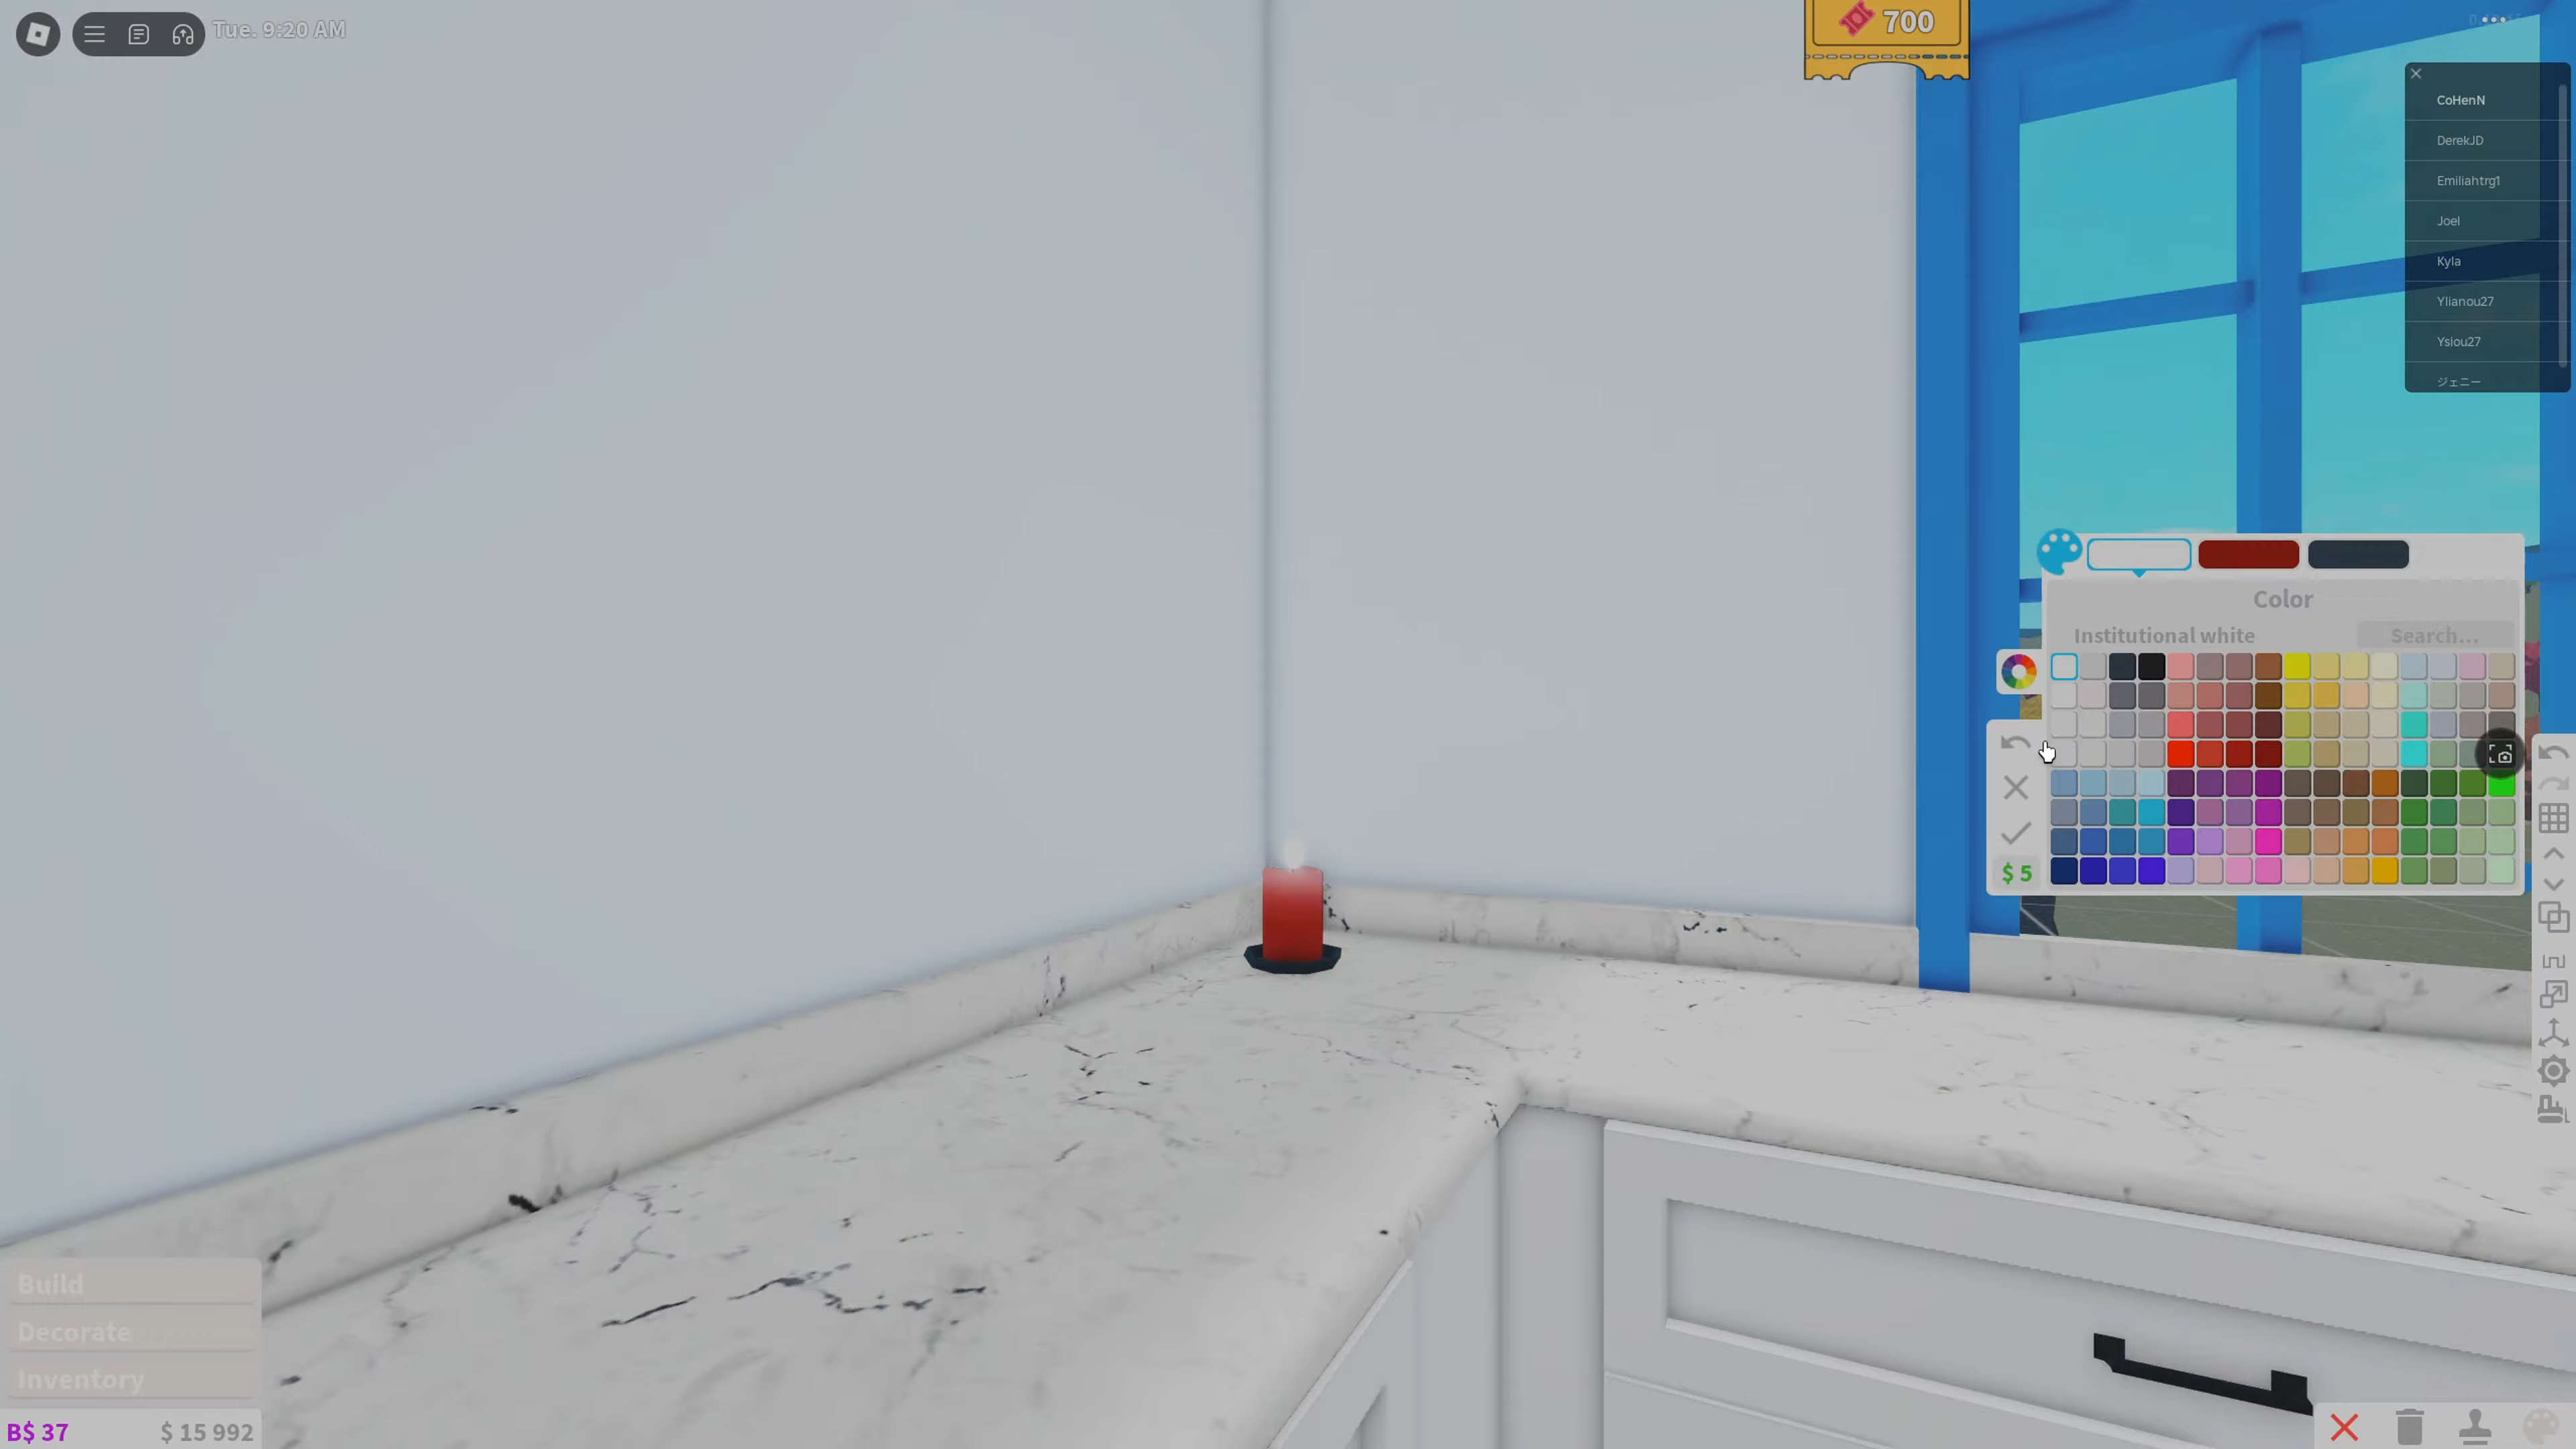 Tue. 9:20 AM
700
CoHenN
DerekJD
Emiliahtrg1
Joel
Kyla
Ylianou27
Ysiou27
ジェニー
Color
Institutional white
Search...
$ 5
Build
Decorate
Inventory
B$ 37
$ 15 992